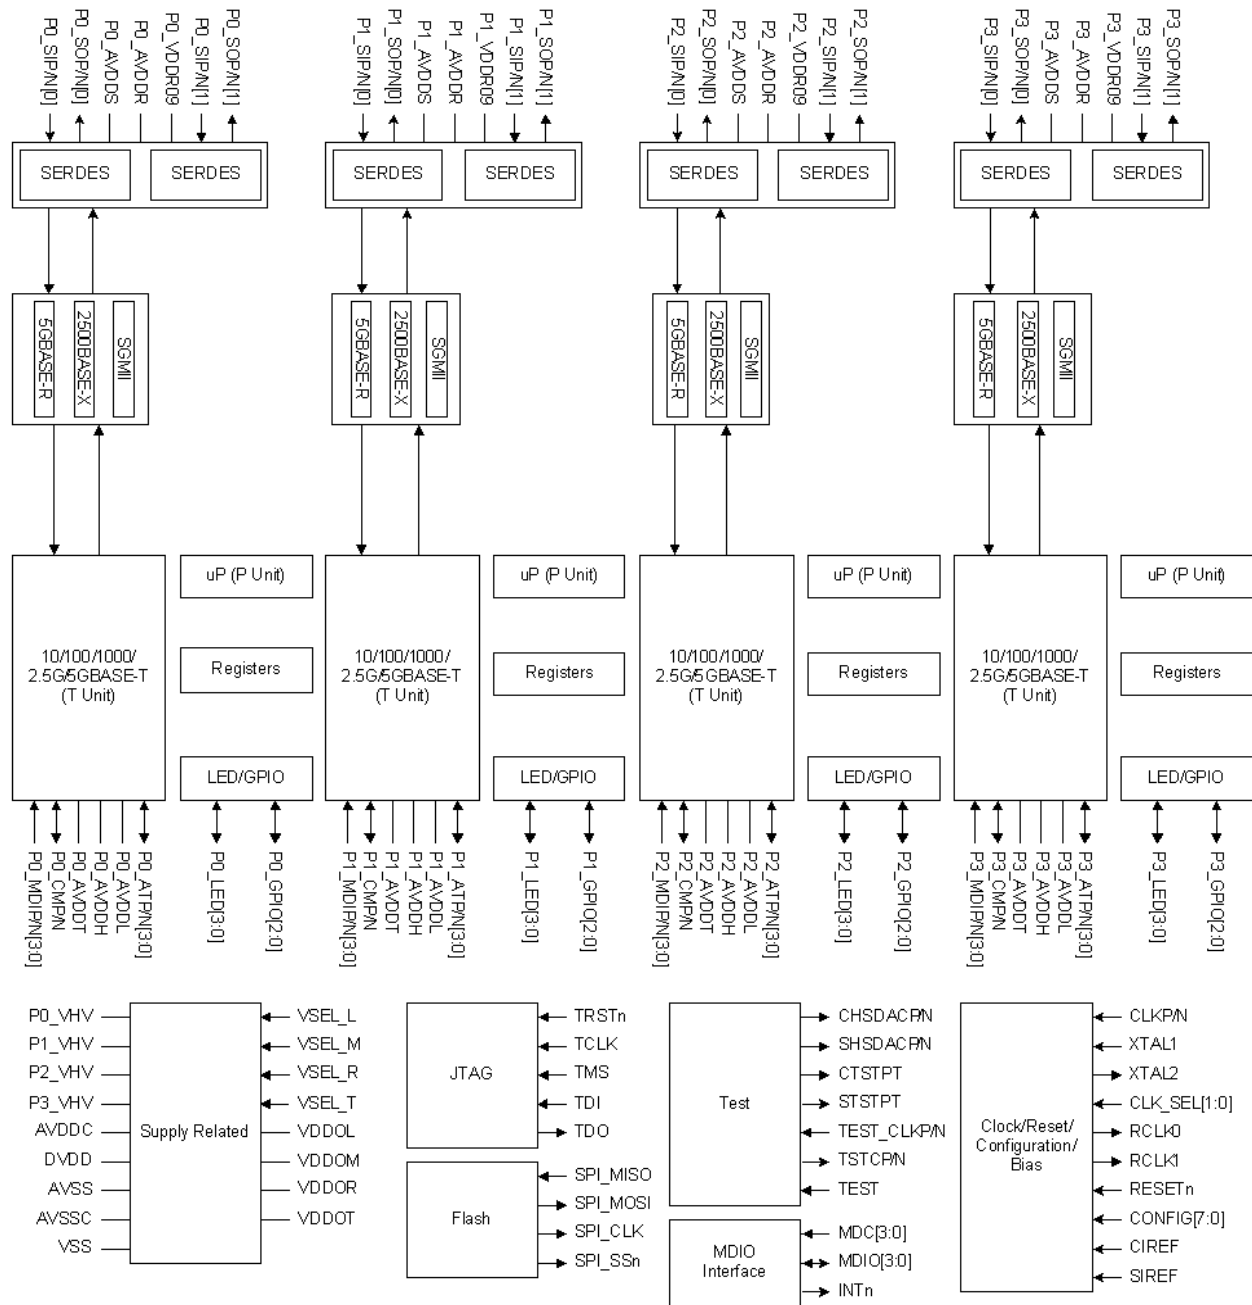 P0_SIP/N[0]
P0_SOP/N[0]
P0_AVDDS
P0_AVDDR
P0_VDDR09
P0_SIP/N[1]
P0_SOP/N[1]
P1_SIP/N[0]
P1_SOP/N[0]
P1_AVDDS
P1_AVDDR
P1_VDDR09
P1_SIP/N[1]
P1_SOP/N[1]
P2_SIP/N[0]
P2_SOP/N[0]
P2_AVDDS
P2_AVDDR
P2_VDDR09
P2_SIP/N[1]
P2_SOP/N[1]
P3_SIP/N[0]
P3_SOP/N[0]
P3_AVDDS
P3_AVDDR
P3_VDDR09
P3_SIP/N[1]
P3_SOP/N[1]
SERDES
SERDES
SERDES
SERDES
SERDES
SERDES
SERDES
SERDES
5GBASE-R
2500BASE-X
SGMII
5GBASE-R
2500BASE-X
SGMII
5GBASE-R
2500BASE-X
SGMII
5GBASE-R
2500BASE-X
SGMII
10/100/1000/
2.5G/5GBASE-T
(T Unit)
uP (P Unit)
Registers
LED/GPIO
10/100/1000/
2.5G/5GBASE-T
(T Unit)
uP (P Unit)
Registers
LED/GPIO
10/100/1000/
2.5G/5GBASE-T
(T Unit)
uP (P Unit)
Registers
LED/GPIO
10/100/1000/
2.5G/5GBASE-T
(T Unit)
uP (P Unit)
Registers
LED/GPIO
P0_MDIP/N[3:0]
P0_CMP/N
P0_AVDDT
P0_AVDDH
P0_AVDDL
P0_ATP/N[3:0]
P0_LED[3:0]
P0_GPIO[2:0]
P1_MDIP/N[3:0]
P1_CMP/N
P1_AVDDT
P1_AVDDH
P1_AVDDL
P1_ATP/N[3:0]
P1_LED[3:0]
P1_GPIO[2:0]
P2_MDIP/N[3:0]
P2_CMP/N
P2_AVDDT
P2_AVDDH
P2_AVDDL
P2_ATP/N[3:0]
P2_LED[3:0]
P2_GPIO[2:0]
P3_MDIP/N[3:0]
P3_CMP/N
P3_AVDDT
P3_AVDDH
P3_AVDDL
P3_ATP/N[3:0]
P3_LED[3:0]
P3_GPIO[2:0]
P0_VHV
P1_VHV
P2_VHV
P3_VHV
AVDDC
DVDD
AVSS
AVSSC
VSS
Supply Related
VSEL_L
VSEL_M
VSEL_R
VSEL_T
VDDOL
VDDOM
VDDOR
VDDOT
JTAG
TRSTn
TCLK
TMS
TDI
TDO
Flash
SPI_MISO
SPI_MOSI
SPI_CLK
SPI_SSn
Test
CHSDACP/N
SHSDACP/N
CTSTPT
STSTPT
TEST_CLKP/N
TSTCP/N
TEST
MDIO
Interface
MDC[3:0]
MDIO[3:0]
INTn
Clock/Reset/
Configuration/
Bias
CLKP/N
XTAL1
XTAL2
CLK_SEL[1:0]
RCLK0
RCLK1
RESETn
CONFIG[7:0]
CIREF
SIREF